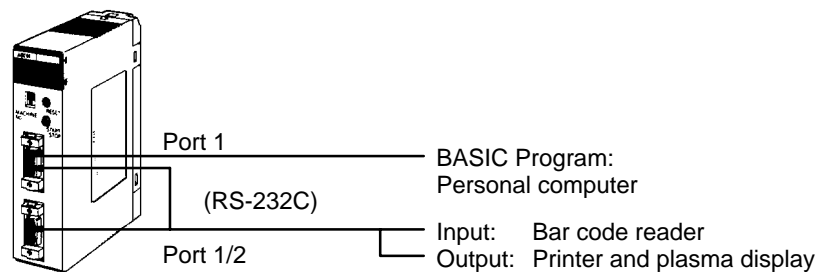 MACHINE
NO.
RESET
START/
STOP
Port 1
BASIC Program:
Personal computer
(RS-232C)
Input: Bar code reader
Port 1/2
Output: Printer and plasma display